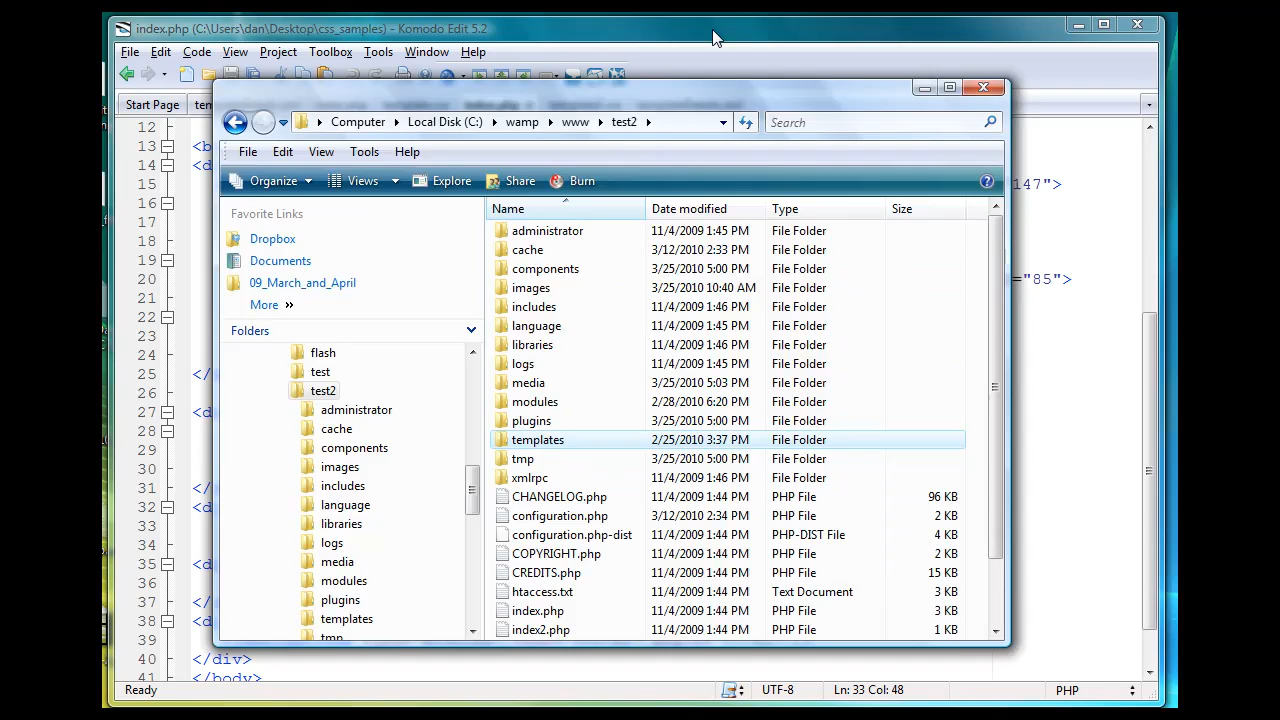 index.php (C:\Users\dan\Desktop\css_samples) - Komodo Edit 5.2
File Edit Code View Project Toolbox Tools Window Help
Start Page
Computer Local Disk (C:) wamp www test2 Search
File Edit View Tools Help
Organize Views Explore Share Burn
Favorite Links
Dropbox
Documents
09_March_and_April
More »
Folders
flash
test
test2
administrator
cache
components
images
includes
language
libraries
logs
media
modules
plugins
templates
tmp
Name Date modified Type Size
administrator 11/4/2009 1:45 PM File Folder
cache 3/12/2010 2:33 PM File Folder
components 3/25/2010 5:00 PM File Folder
images 3/25/2010 10:40 AM File Folder
includes 11/4/2009 1:46 PM File Folder
language 11/4/2009 1:45 PM File Folder
libraries 11/4/2009 1:46 PM File Folder
logs 11/4/2009 1:45 PM File Folder
media 3/25/2010 5:03 PM File Folder
modules 2/28/2010 6:20 PM File Folder
plugins 3/25/2010 5:00 PM File Folder
templates 2/25/2010 3:37 PM File Folder
tmp 3/25/2010 5:00 PM File Folder
xmlrpc 11/4/2009 1:46 PM File Folder
CHANGELOG.php 11/4/2009 1:44 PM PHP File 96 KB
configuration.php 3/12/2010 2:34 PM PHP File 2 KB
configuration.php-dist 11/4/2009 1:44 PM PHP-DIST File 4 KB
COPYRIGHT.php 11/4/2009 1:44 PM PHP File 2 KB
CREDITS.php 11/4/2009 1:44 PM PHP File 15 KB
htaccess.txt 11/4/2009 1:44 PM Text Document 3 KB
index.php 11/4/2009 1:44 PM PHP File 3 KB
index2.php 11/4/2009 1:44 PM PHP File 1 KB
12
13 <b
14 <d
15 147">
16
17
18
19
20 ="85">
21
22
23
24
25 </
26
27 <d
28
29
30
31 </
32 <d
33
34
35 <d
36
37 </
38 <d
39
40 </div>
41 </body>
Ready UTF-8 Ln: 33 Col: 48 PHP